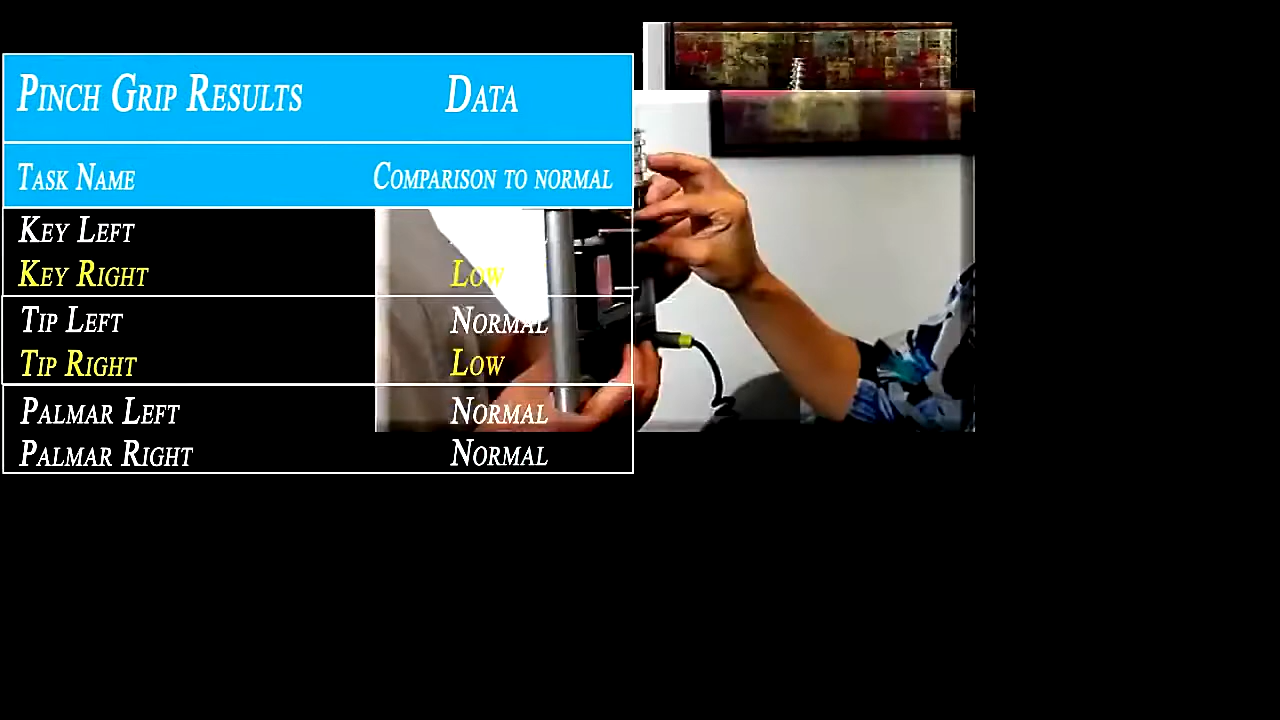 Pinch Grip Results Data
Task Name Comparison to normal
Key Left
Key Right Low
Tip Left Normal
Tip Right Low
Palmar Left Normal
Palmar Right Normal